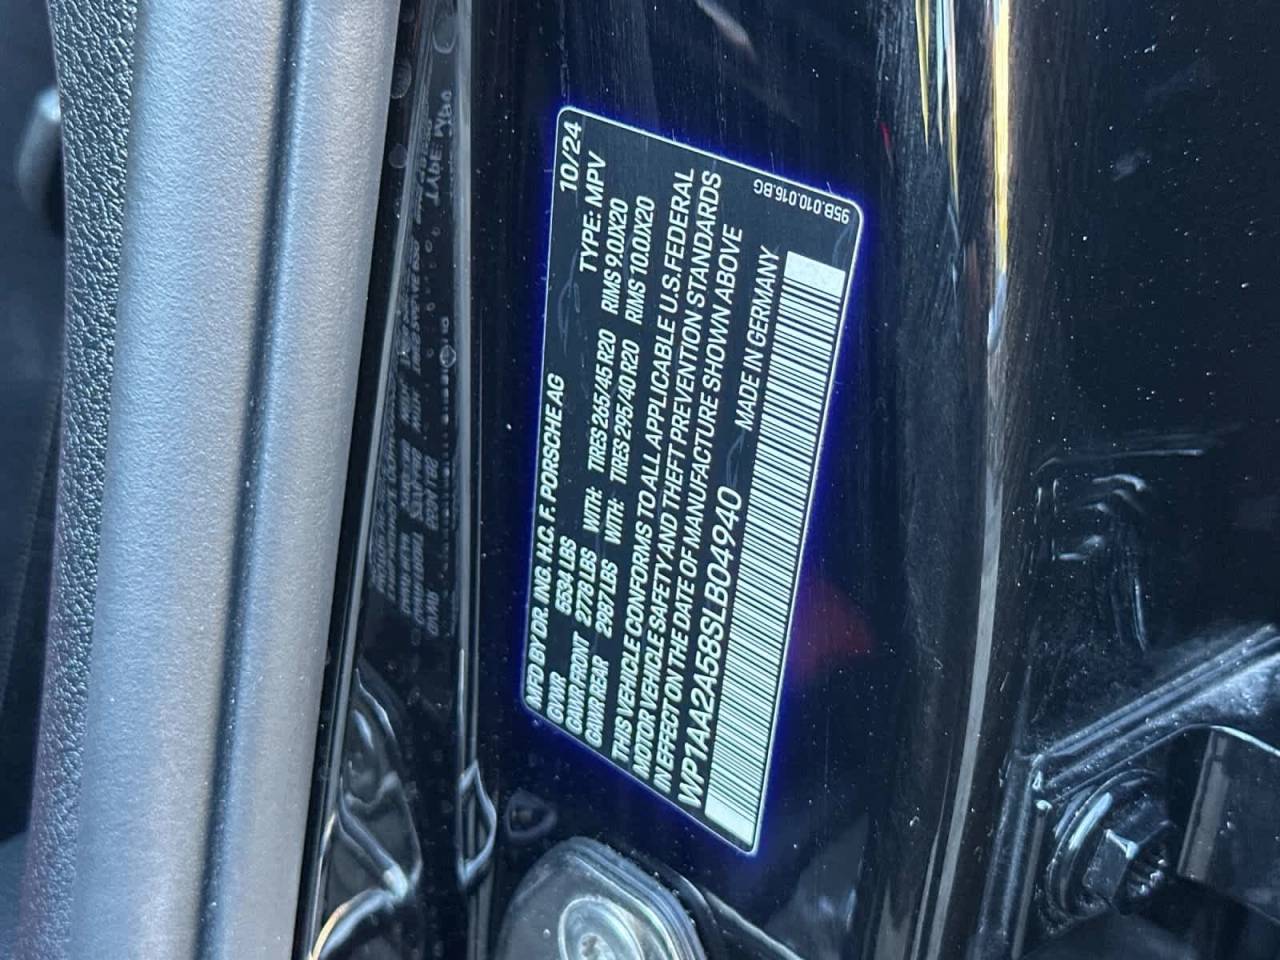 MFD BY DR. ING. H.C. F. PORSCHE AG 10/24
GVWR 5534 LBS TYPE: MPV
GAWR FRONT 2778 LBS WITH: TIRES 265/45 R20 RIMS 9.0JX20
GAWR REAR 2987 LBS WITH: TIRES 295/40 R20 RIMS 10.0JX20
THIS VEHICLE CONFORMS TO ALL APPLICABLE U.S.FEDERAL
MOTOR VEHICLE SAFETY AND THEFT PREVENTION STANDARDS
IN EFFECT ON THE DATE OF MANUFACTURE SHOWN ABOVE
WP1AA2A58SLB04940 MADE IN GERMANY
95B.010.016.BG